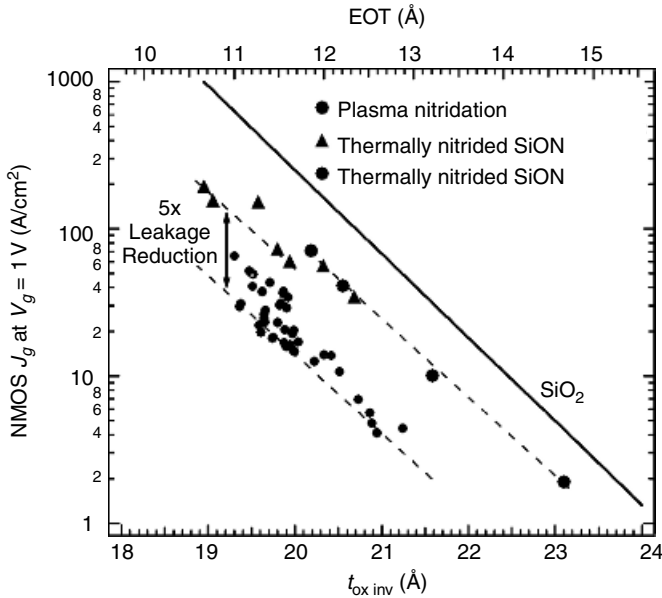 EOT (Å)
10 11 12 13 14 15
1000
8
6
4
2
100
8
6
4
2
10
8
6
4
2
1
NMOS Jg at Vg = 1 V (A/cm²)
Plasma nitridation
Thermally nitrided SiON
Thermally nitrided SiON
5x
Leakage
Reduction
SiO₂
18 19 20 21 22 23 24
tox inv (Å)